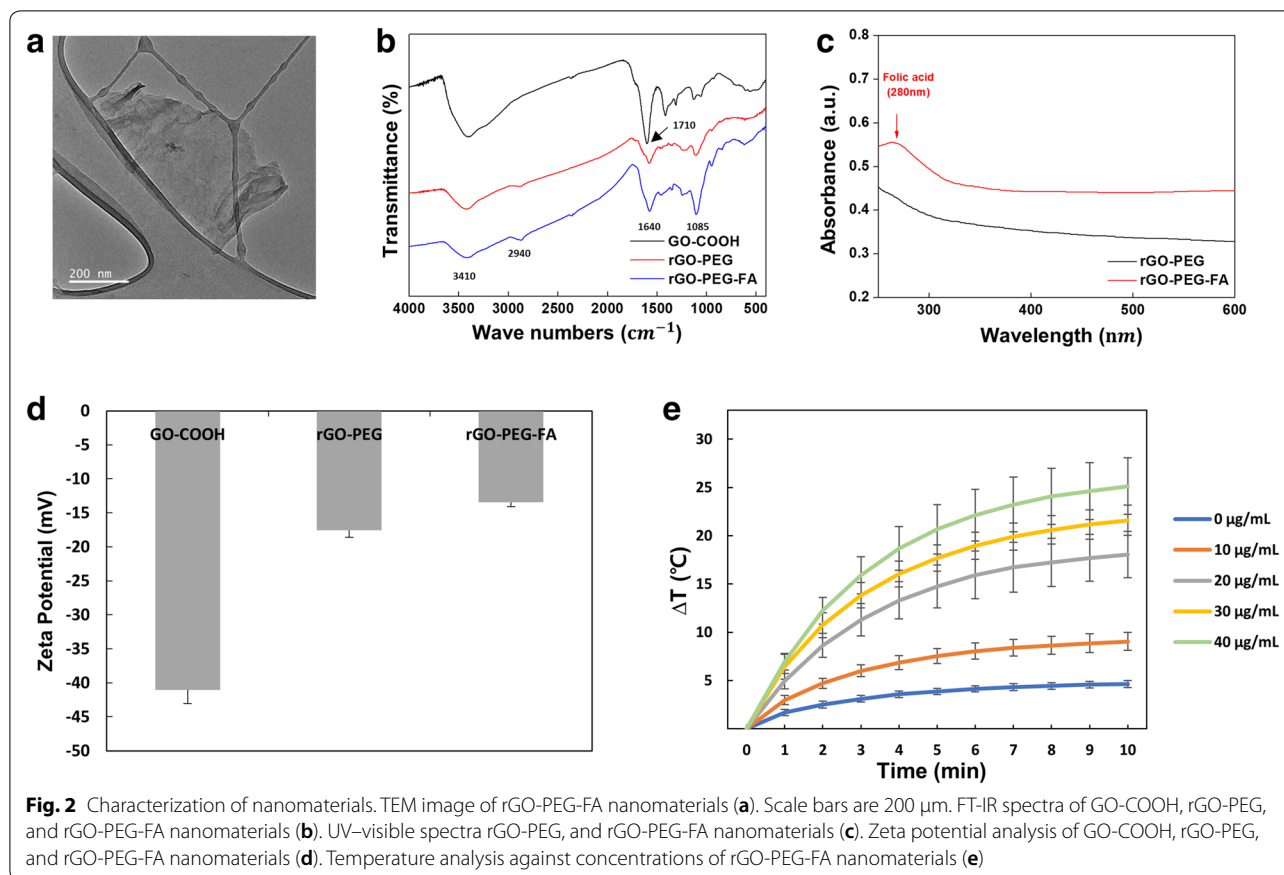 a
200 nm
b
Transmittance (%)
1710
1640
1085
2940
3410
GO-COOH
rGO-PEG
rGO-PEG-FA
4000
3500
3000
2500
2000
1500
1000
500
Wave numbers (cm⁻¹)
c
Absorbance (a.u.)
0.8
0.7
0.6
0.5
0.4
0.3
0.2
Folic acid
(280nm)
rGO-PEG
rGO-PEG-FA
300
400
500
600
Wavelength (nm)
d
Zeta Potential (mV)
0
-5
-10
-15
-20
-25
-30
-35
-40
-45
-50
GO-COOH
rGO-PEG
rGO-PEG-FA
e
ΔT (℃)
30
25
20
15
10
5
0 1 2 3 4 5 6 7 8 9 10
Time (min)
0 µg/mL
10 µg/mL
20 µg/mL
30 µg/mL
40 µg/mL
Fig. 2 Characterization of nanomaterials. TEM image of rGO-PEG-FA nanomaterials (a). Scale bars are 200 μm. FT-IR spectra of GO-COOH, rGO-PEG,
and rGO-PEG-FA nanomaterials (b). UV–visible spectra rGO-PEG, and rGO-PEG-FA nanomaterials (c). Zeta potential analysis of GO-COOH, rGO-PEG,
and rGO-PEG-FA nanomaterials (d). Temperature analysis against concentrations of rGO-PEG-FA nanomaterials (e)